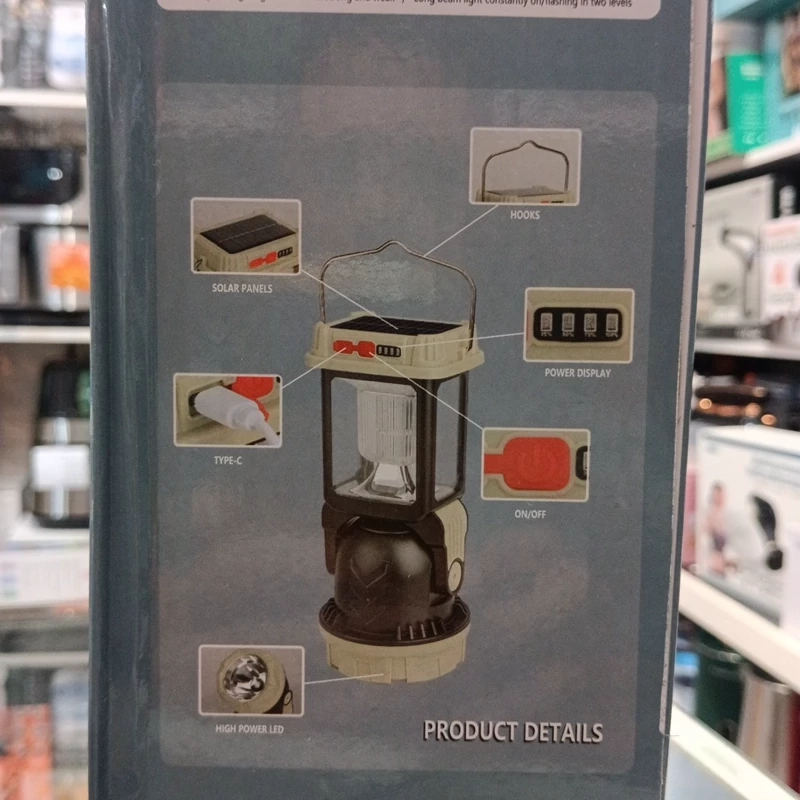 Long beam light constantly on/flashing in two levels
HOOKS
SOLAR PANELS
POWER DISPLAY
TYPE-C
ON/OFF
HIGH POWER LED
PRODUCT DETAILS